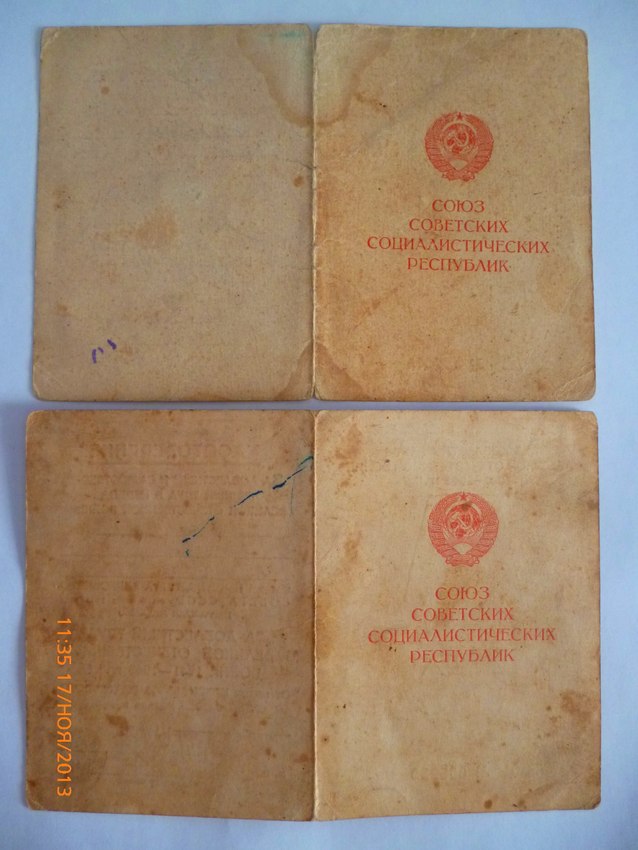 СОЮЗ
СОВЕТСКИХ
СОЦИАЛИСТИЧЕСКИХ
РЕСПУБЛИК
СОЮЗ
СОВЕТСКИХ
СОЦИАЛИСТИЧЕСКИХ
РЕСПУБЛИК
11:35 17/НОЯ/2013